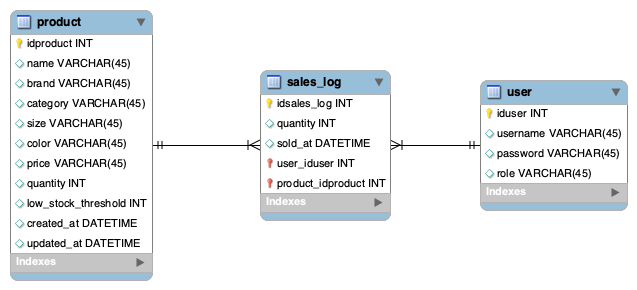 product
idproduct INT
name VARCHAR(45)
brand VARCHAR(45)
category VARCHAR(45)
size VARCHAR(45)
color VARCHAR(45)
price VARCHAR(45)
quantity INT
low_stock_threshold INT
created_at DATETIME
updated_at DATETIME
Indexes
sales_log
idsales_log INT
quantity INT
sold_at DATETIME
user_iduser INT
product_idproduct INT
Indexes
user
iduser INT
username VARCHAR(45)
password VARCHAR(45)
role VARCHAR(45)
Indexes